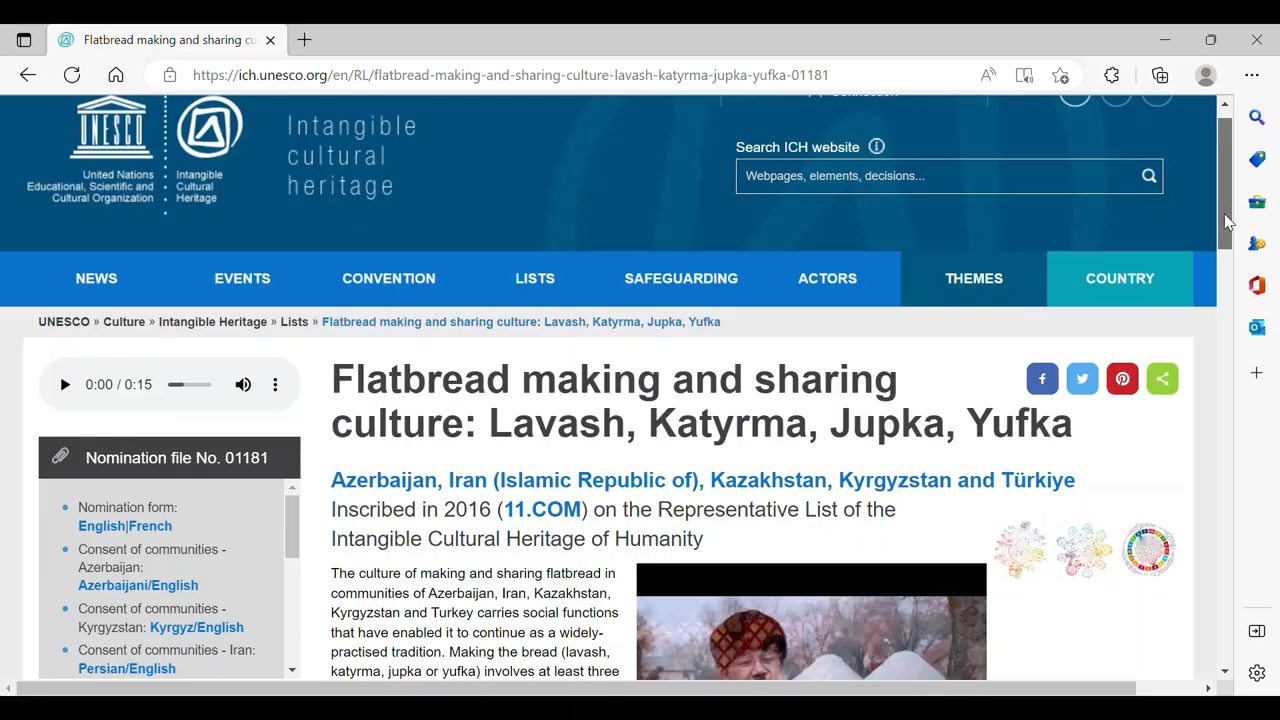 Flatbread making and sharing cu
https://ich.unesco.org/en/RL/flatbread-making-and-sharing-culture-lavash-katyrma-jupka-yufka-01181
UNESCO
United Nations
Educational, Scientific and
Cultural Organization
Intangible
Cultural
Heritage
Intangible
cultural
heritage
Search ICH website
Webpages, elements, decisions...
NEWS EVENTS CONVENTION LISTS SAFEGUARDING ACTORS THEMES COUNTRY
UNESCO » Culture » Intangible Heritage » Lists » Flatbread making and sharing culture: Lavash, Katyrma, Jupka, Yufka
0:00 / 0:15
Nomination file No. 01181
Nomination form:
English|French
Consent of communities -
Azerbaijan:
Azerbaijani/English
Consent of communities -
Kyrgyzstan: Kyrgyz/English
Consent of communities - Iran:
Persian/English
Flatbread making and sharing
culture: Lavash, Katyrma, Jupka, Yufka
Azerbaijan, Iran (Islamic Republic of), Kazakhstan, Kyrgyzstan and Türkiye
Inscribed in 2016 (11.COM) on the Representative List of the
Intangible Cultural Heritage of Humanity
The culture of making and sharing flatbread in
communities of Azerbaijan, Iran, Kazakhstan,
Kyrgyzstan and Turkey carries social functions
that have enabled it to continue as a widely-
practised tradition. Making the bread (lavash,
katyrma, jupka or yufka) involves at least three